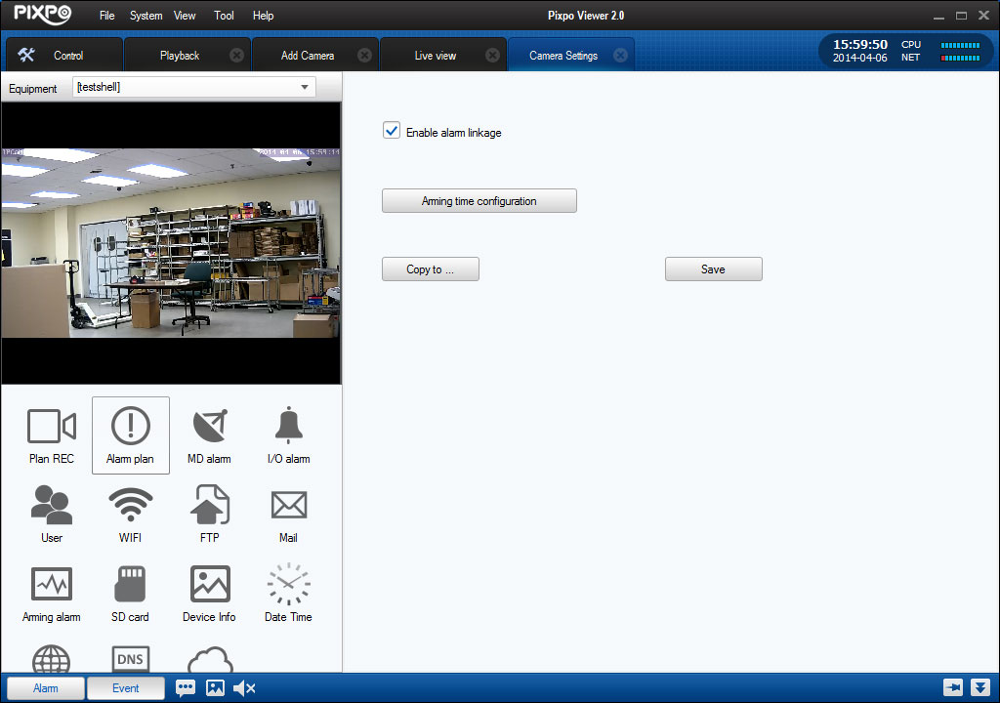 PIXPO File System View Tool Help Pixpo Viewer 2.0
Control Playback Add Camera Live view Camera Settings
15:59:50 CPU
2014-04-06 NET
Equipment [testshell]
IPCam 2014-04-06 15:59:14
Enable alarm linkage
Arming time configuration
Copy to ... Save
Plan REC Alarm plan MD alarm I/O alarm
User WIFI FTP Mail
Arming alarm SD card Device Info Date Time
DNS
Alarm Event